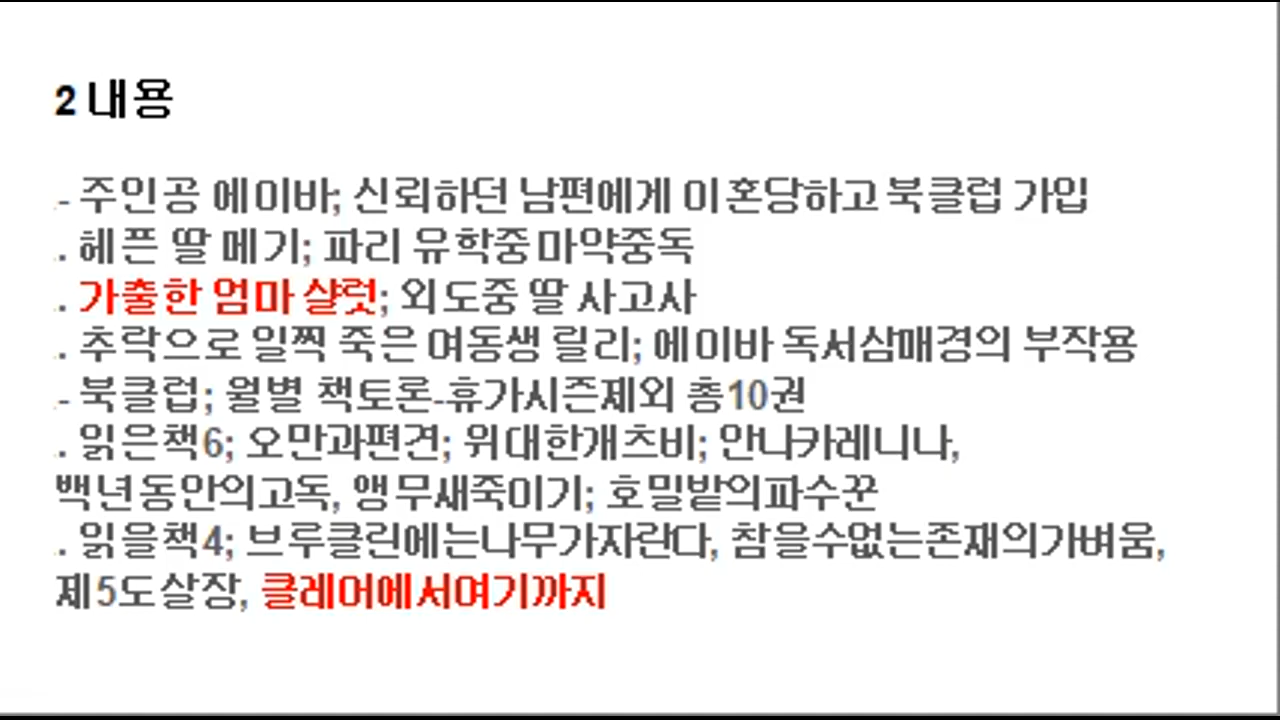 2 내용
- 주인공 에이바; 신뢰하던 남편에게 이혼당하고 북클럽 가입
. 헤픈 딸 메기; 파리 유학중 마약중독
. 가출한 엄마 샬럿; 외도중 딸 사고사
. 추락으로 일찍 죽은 여동생 릴리; 에이바 독서삼매경의 부작용
- 북클럽; 월별 책토론-휴가시즌제외 총10권
. 읽은책6; 오만과편견; 위대한개츠비; 안나카레니나,
백년동안의고독, 앵무새죽이기; 호밀밭의파수꾼
. 읽을책4; 브루클린에는나무가자란다, 참을수없는존재의가벼움,
제5도살장, 클레어에서여기까지